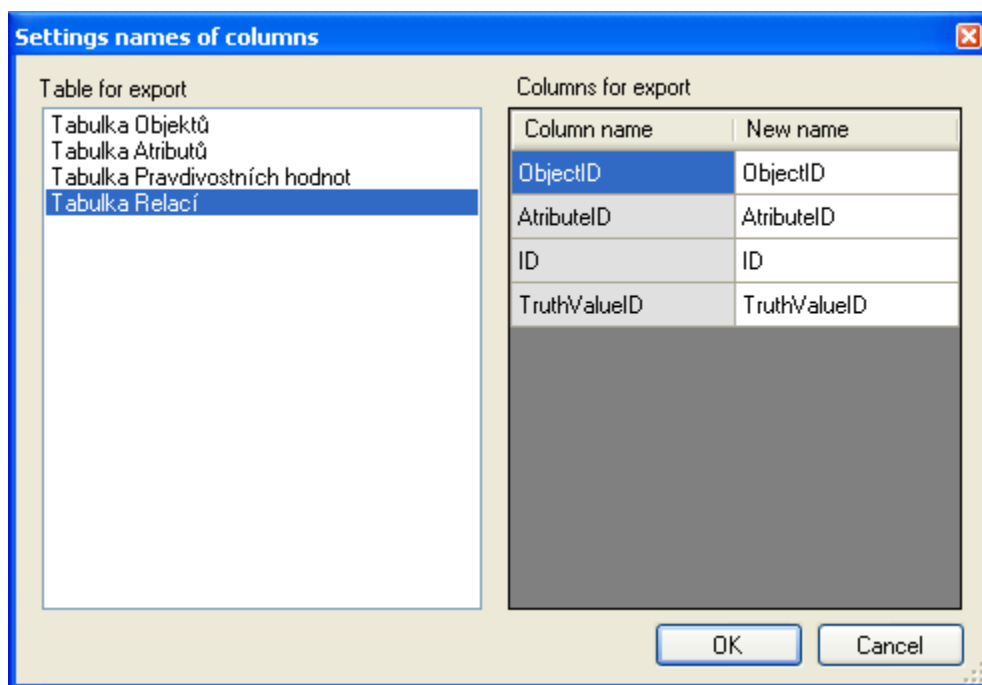 Settings names of columns
Table for export
Tabulka Objektů
Tabulka Atributů
Tabulka Pravdivostních hodnot
Tabulka Relací
Columns for export
Column name New name
ObjectID ObjectID
AtributeID AtributeID
ID ID
TruthValueID TruthValueID
OK Cancel